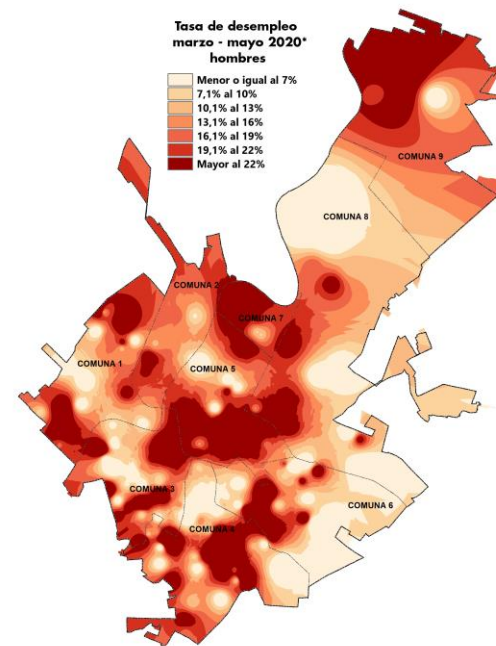 Tasa de desempleo
marzo - mayo 2020*
hombres
Menor o igual al 7%
7,1% al 10%
10,1% al 13%
13,1% al 16%
16,1% al 19%
19,1% al 22%
Mayor al 22%
COMUNA 9
COMUNA 8
COMUNA 2
COMUNA 7
COMUNA 1
COMUNA 5
COMUNA 3
COMUNA 6